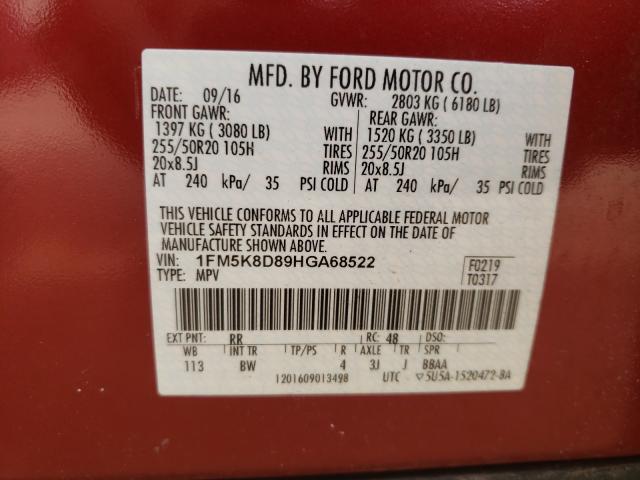 MFD. BY FORD MOTOR CO.
DATE: 09/16 GVWR: 2803 KG ( 6180 LB)
FRONT GAWR: REAR GAWR:
1397 KG ( 3080 LB) WITH 1520 KG ( 3350 LB) WITH
255/50R20 105H TIRES 255/50R20 105H TIRES
20x8.5J RIMS 20x8.5J RIMS
AT 240 kPa/ 35 PSI COLD AT 240 kPa/ 35 PSI COLD
THIS VEHICLE CONFORMS TO ALL APPLICABLE FEDERAL MOTOR
VEHICLE SAFETY STANDARDS IN EFFECT ON THE DATE OF
MANUFACTURE SHOWN ABOVE.
VIN: 1FM5K8D89HGA68522 F0219
TYPE: MPV T0317
EXT PNT: RR RC: 48 DSO:
WB INT TR TP/PS R AXLE TR SPR
113 BW 4 3J J BBAA
1201609013498 UTC ▽5U5A-1520472-BA